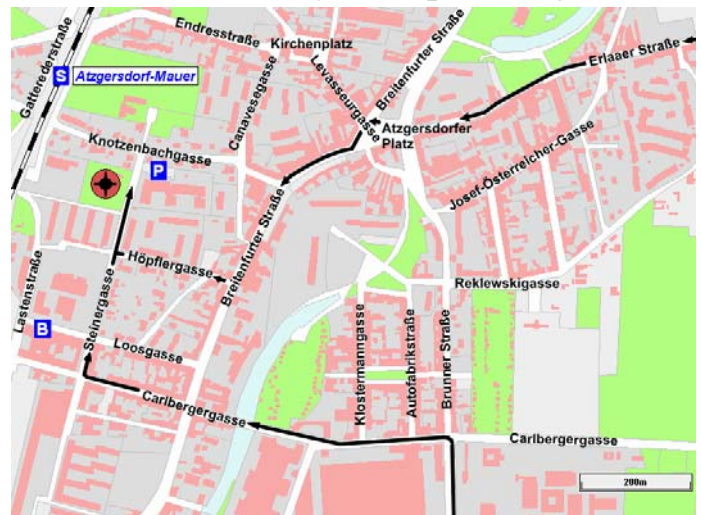 Endresstraße
Kirchenplatz
Gattererderstraße
S
Atzgersdorf-Mauer
Canavesegasse
Levasseurgasse
Breitenfurter Straße
Erlaaer Straße
Knotzenbachgasse
Atzgersdorfer
Platz
P
Josef-Österreicher-Gasse
Breitenfurter Straße
Höpflergasse
Steinergasse
Lastenstraße
Reklewskigasse
B
Loosgasse
Klostermanngasse
Autofabrikstraße
Brunner Straße
Carlbergergasse
Carlbergergasse
200m